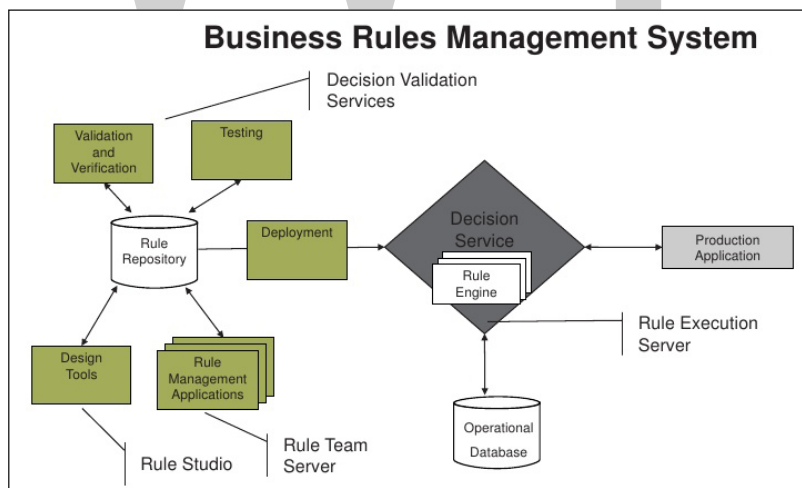 Business Rules Management System
Decision Validation
Services
Validation
and
Verification
Testing
Rule
Repository
Deployment
Decision
Service
Rule
Engine
Production
Application
Design
Tools
Rule
Management
Applications
Rule Execution
Server
Rule Studio
Rule Team
Server
Operational
Database